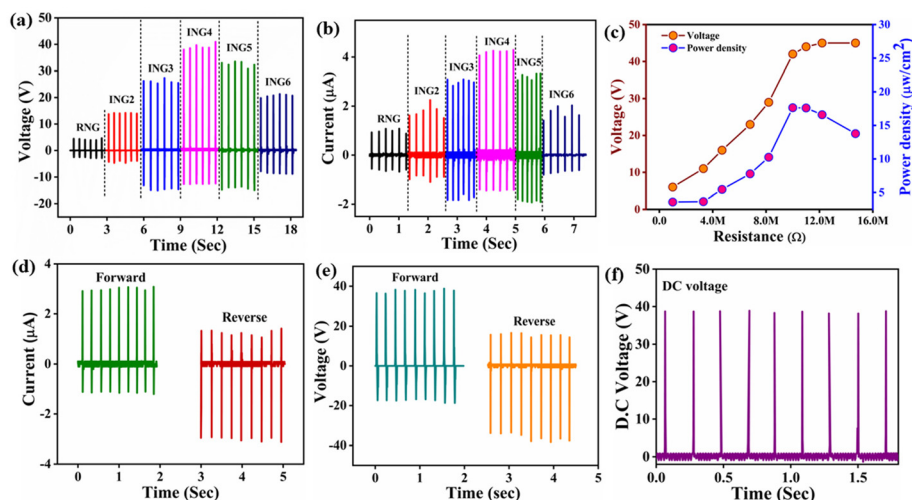 (a)
50
40
30
20
10
0
-10
-20
Voltage (V)
RNG
ING2
ING3
ING4
ING5
ING6
0 3 6 9 12 15 18
Time (Sec)
(b)
4
2
0
-2
Current (μA)
RNG
ING2
ING3
ING4
ING5
ING6
0 1 2 3 4 5 6 7
Time (Sec)
(c)
50
40
30
20
10
0
Voltage (V)
Voltage
Power density
30
25
20
15
10
5
Power density (μw/cm²)
0.0 4.0M 8.0M 12.0M 16.0M
Resistance (Ω)
(d)
4
2
0
-2
-4
Current (μA)
Forward
Reverse
0 1 2 3 4 5
Time (Sec)
(e)
40
20
0
-20
-40
Voltage (V)
Forward
Reverse
0 1 2 3 4 5
Time (Sec)
(f)
50
40
30
20
10
0
D.C Voltage (V)
DC voltage
0.0 0.5 1.0 1.5
Time (Sec)